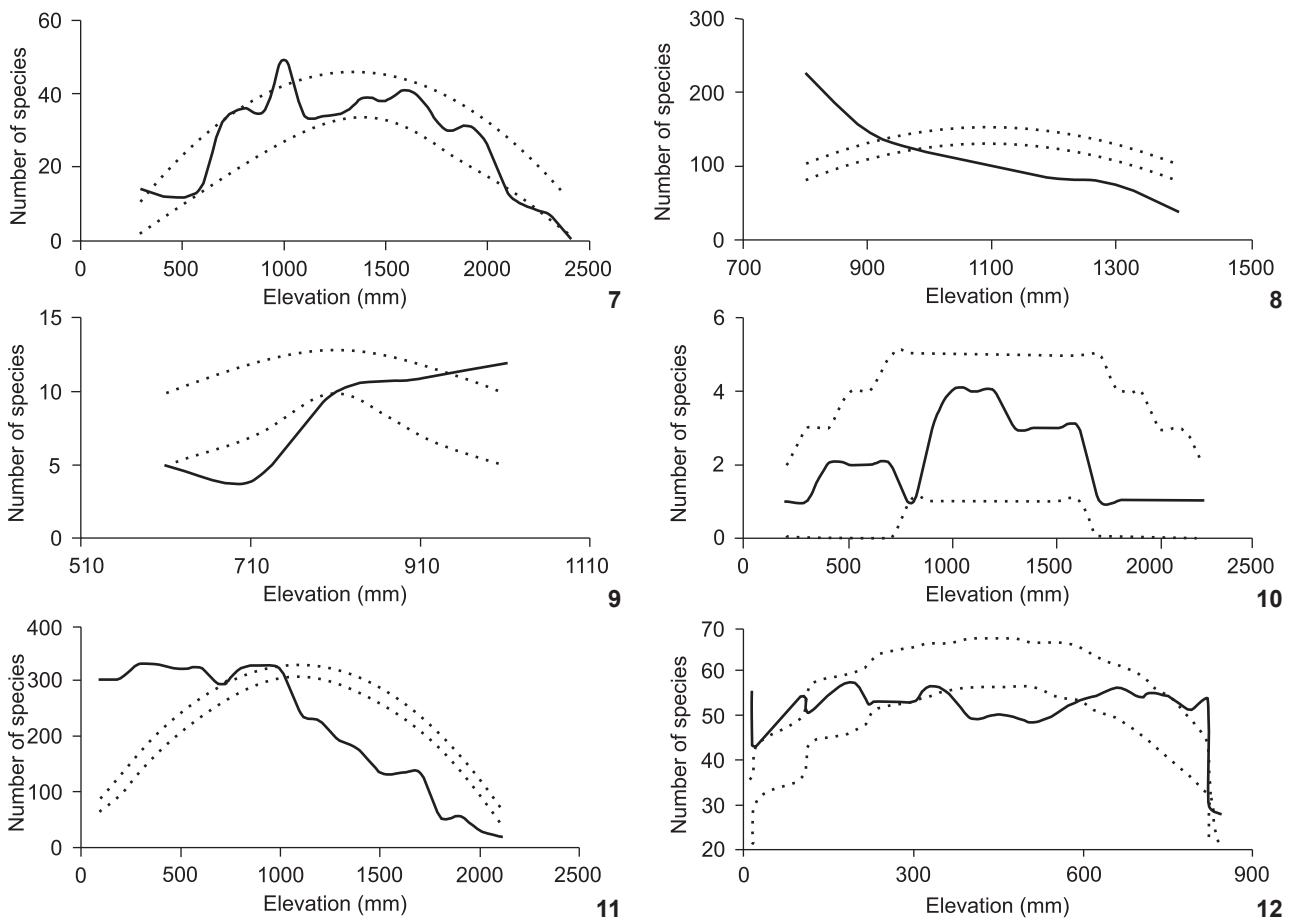 60
40
20
0
Number of species
0 500 1000 1500 2000 2500
Elevation (mm)
7
300
200
100
0
Number of species
700 900 1100 1300 1500
Elevation (mm)
8
15
10
5
0
Number of species
510 710 910 1110
Elevation (mm)
9
6
4
2
0
Number of species
0 500 1000 1500 2000 2500
Elevation (mm)
10
400
300
200
100
0
Number of species
0 500 1000 1500 2000 2500
Elevation (mm)
11
70
60
50
40
30
20
Number of species
0 300 600 900
Elevation (mm)
12